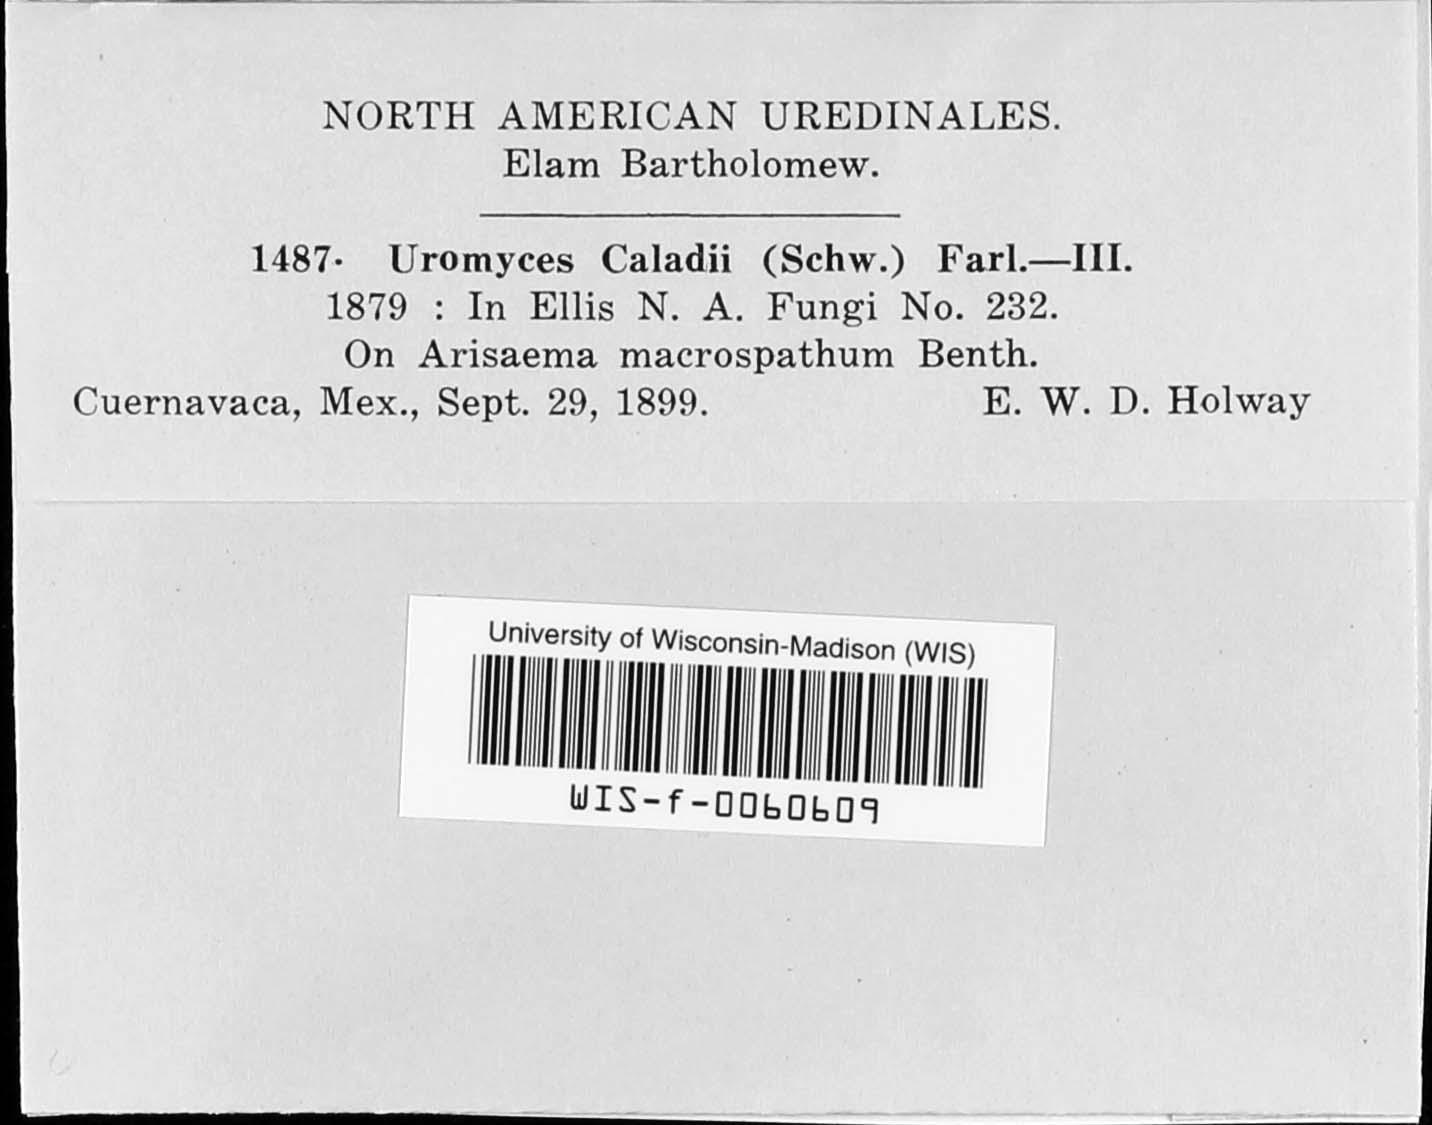 NORTH AMERICAN UREDINALES.
Elam Bartholomew.
1487. Uromyces Caladii (Schw.) Farl.—III.
1879 : In Ellis N. A. Fungi No. 232.
On Arisaema macrospathum Benth.
Cuernavaca, Mex., Sept. 29, 1899. E. W. D. Holway
University of Wisconsin-Madison (WIS)
WIS-f-0060609